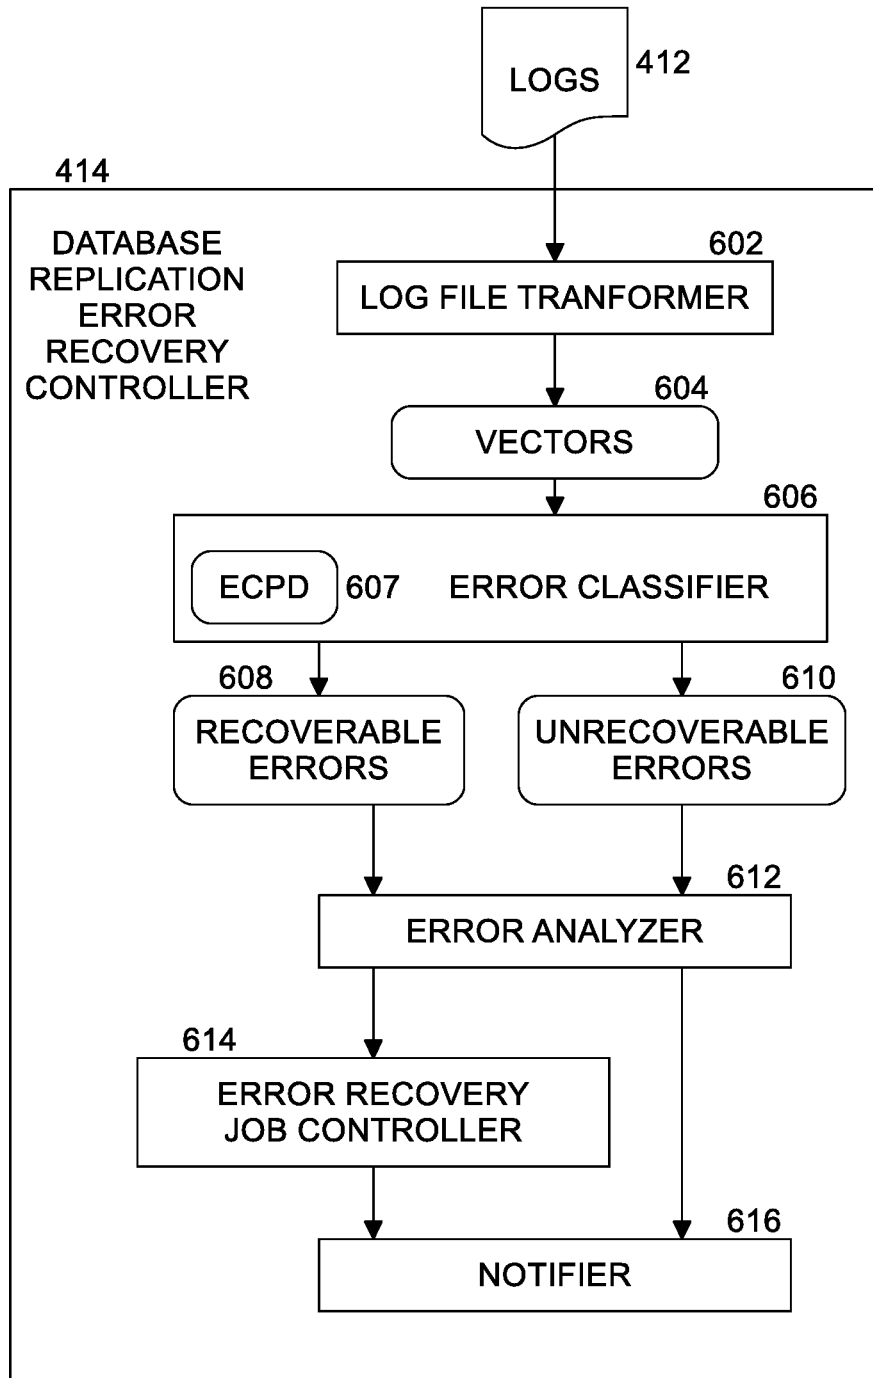 LOGS
412
414
DATABASE
REPLICATION
ERROR
RECOVERY
CONTROLLER
602
LOG FILE TRANFORMER
604
VECTORS
606
ECPD
607
ERROR CLASSIFIER
608
RECOVERABLE
ERRORS
610
UNRECOVERABLE
ERRORS
612
ERROR ANALYZER
614
ERROR RECOVERY
JOB CONTROLLER
616
NOTIFIER